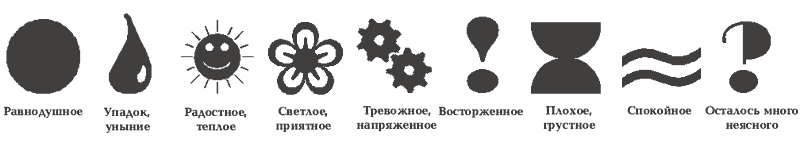 Равнодушное
Упадок,
уныние
Радостное,
теплое
Светлое,
приятное
Тревожное,
напряженное
Восторженное
Плохое,
грустное
Спокойное
Осталось много
неясного